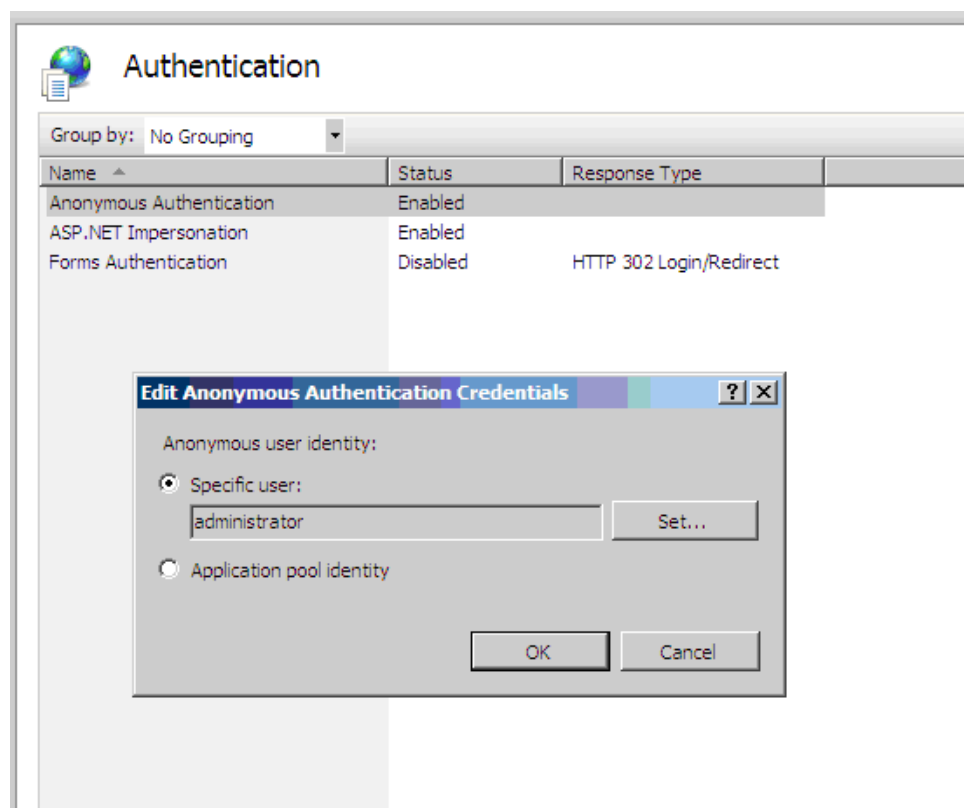 Authentication
Group by: No Grouping
Name Status Response Type
Anonymous Authentication Enabled
ASP.NET Impersonation Enabled
Forms Authentication Disabled HTTP 302 Login/Redirect
Edit Anonymous Authentication Credentials ? X
Anonymous user identity:
Specific user:
administrator Set...
Application pool identity
OK Cancel